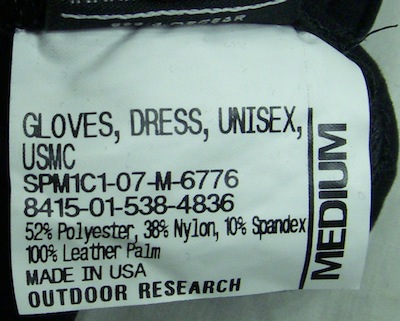 GLOVES, DRESS, UNISEX,
USMC
SPM1C1-07-M-6776
8415-01-538-4836
52% Polyester, 38% Nylon, 10% Spandex
100% Leather Palm
MADE IN USA
OUTDOOR RESEARCH
MEDIUM